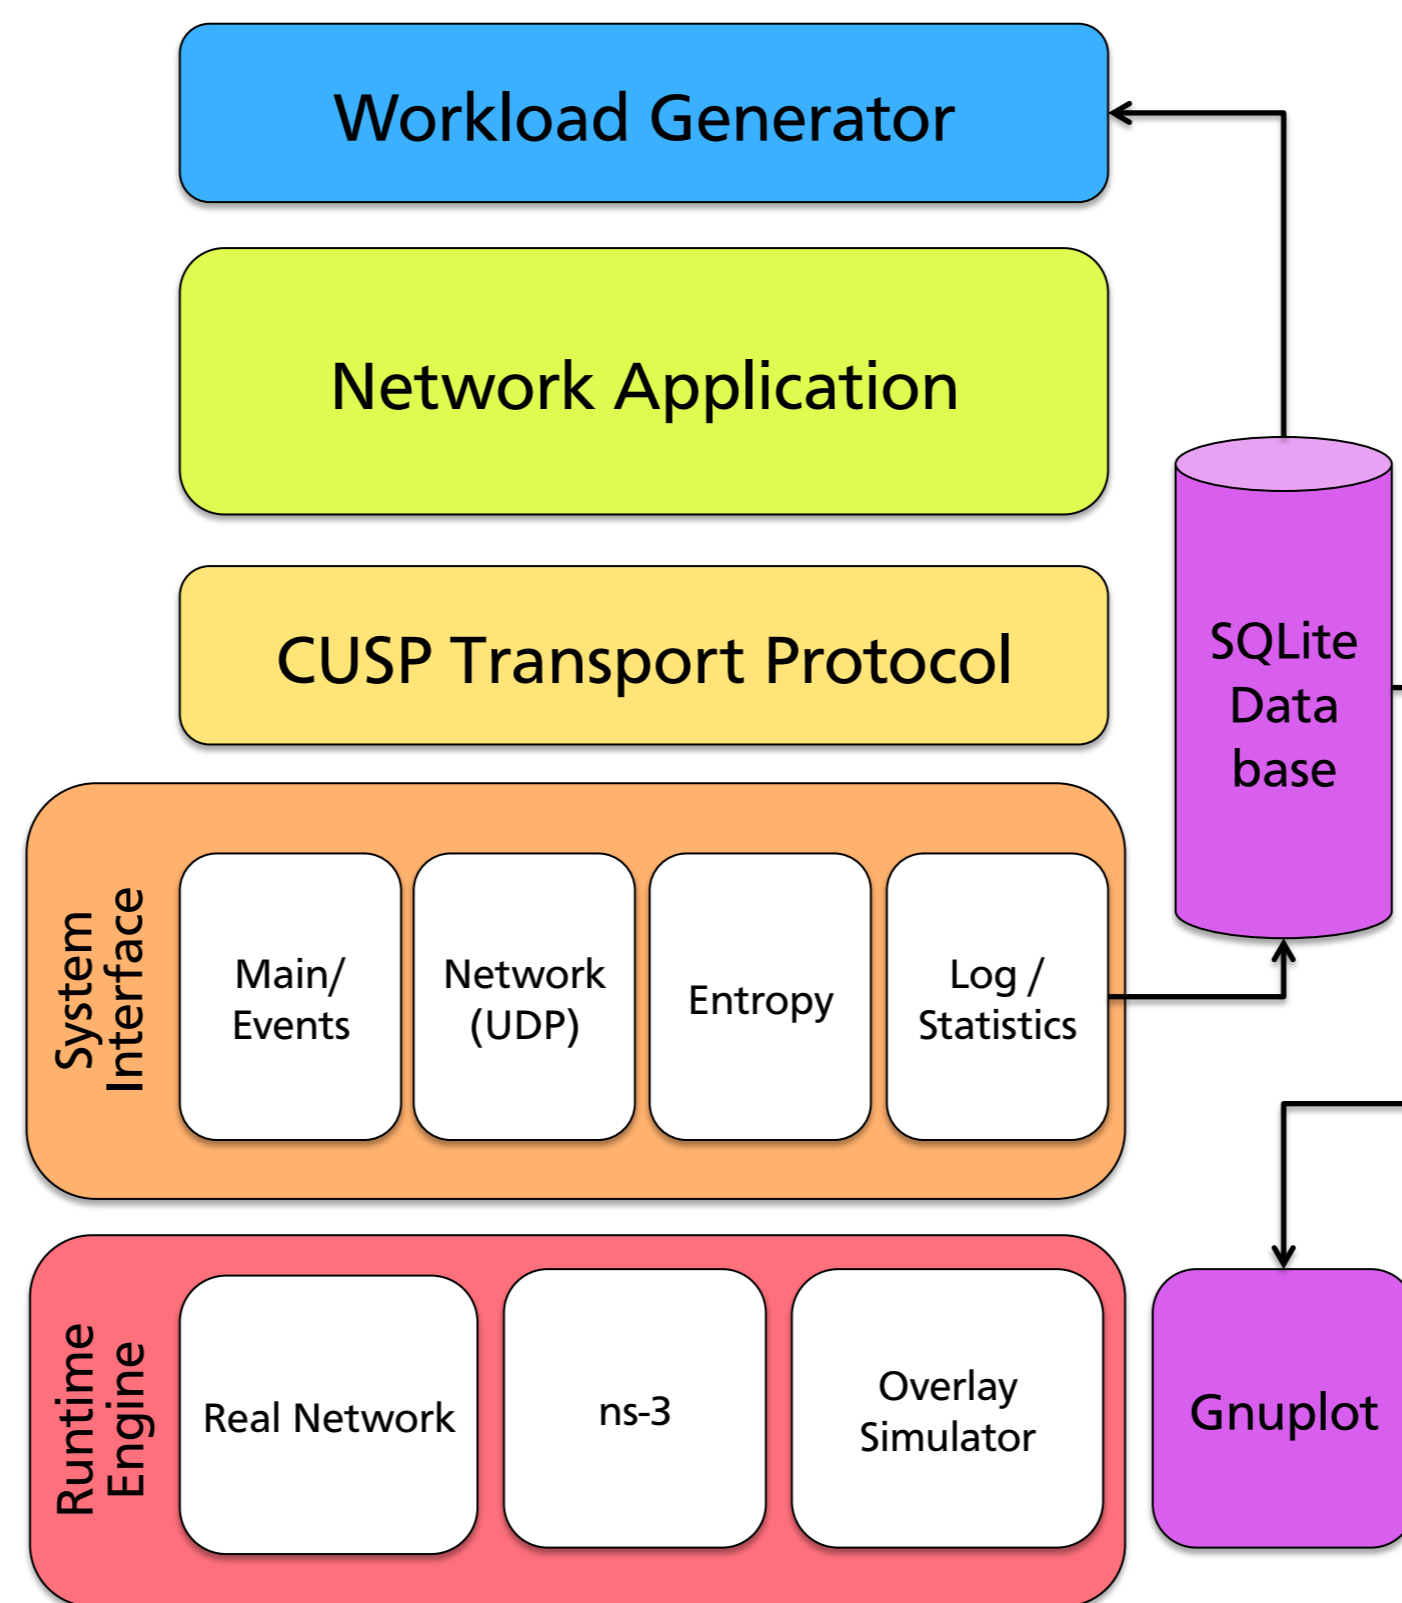 Workload Generator
Network Application
CUSP Transport Protocol
SQLite
Data
base
System
Interface
Main/
Events
Network
(UDP)
Entropy
Log /
Statistics
Runtime
Engine
Real Network
ns-3
Overlay
Simulator
Gnuplot